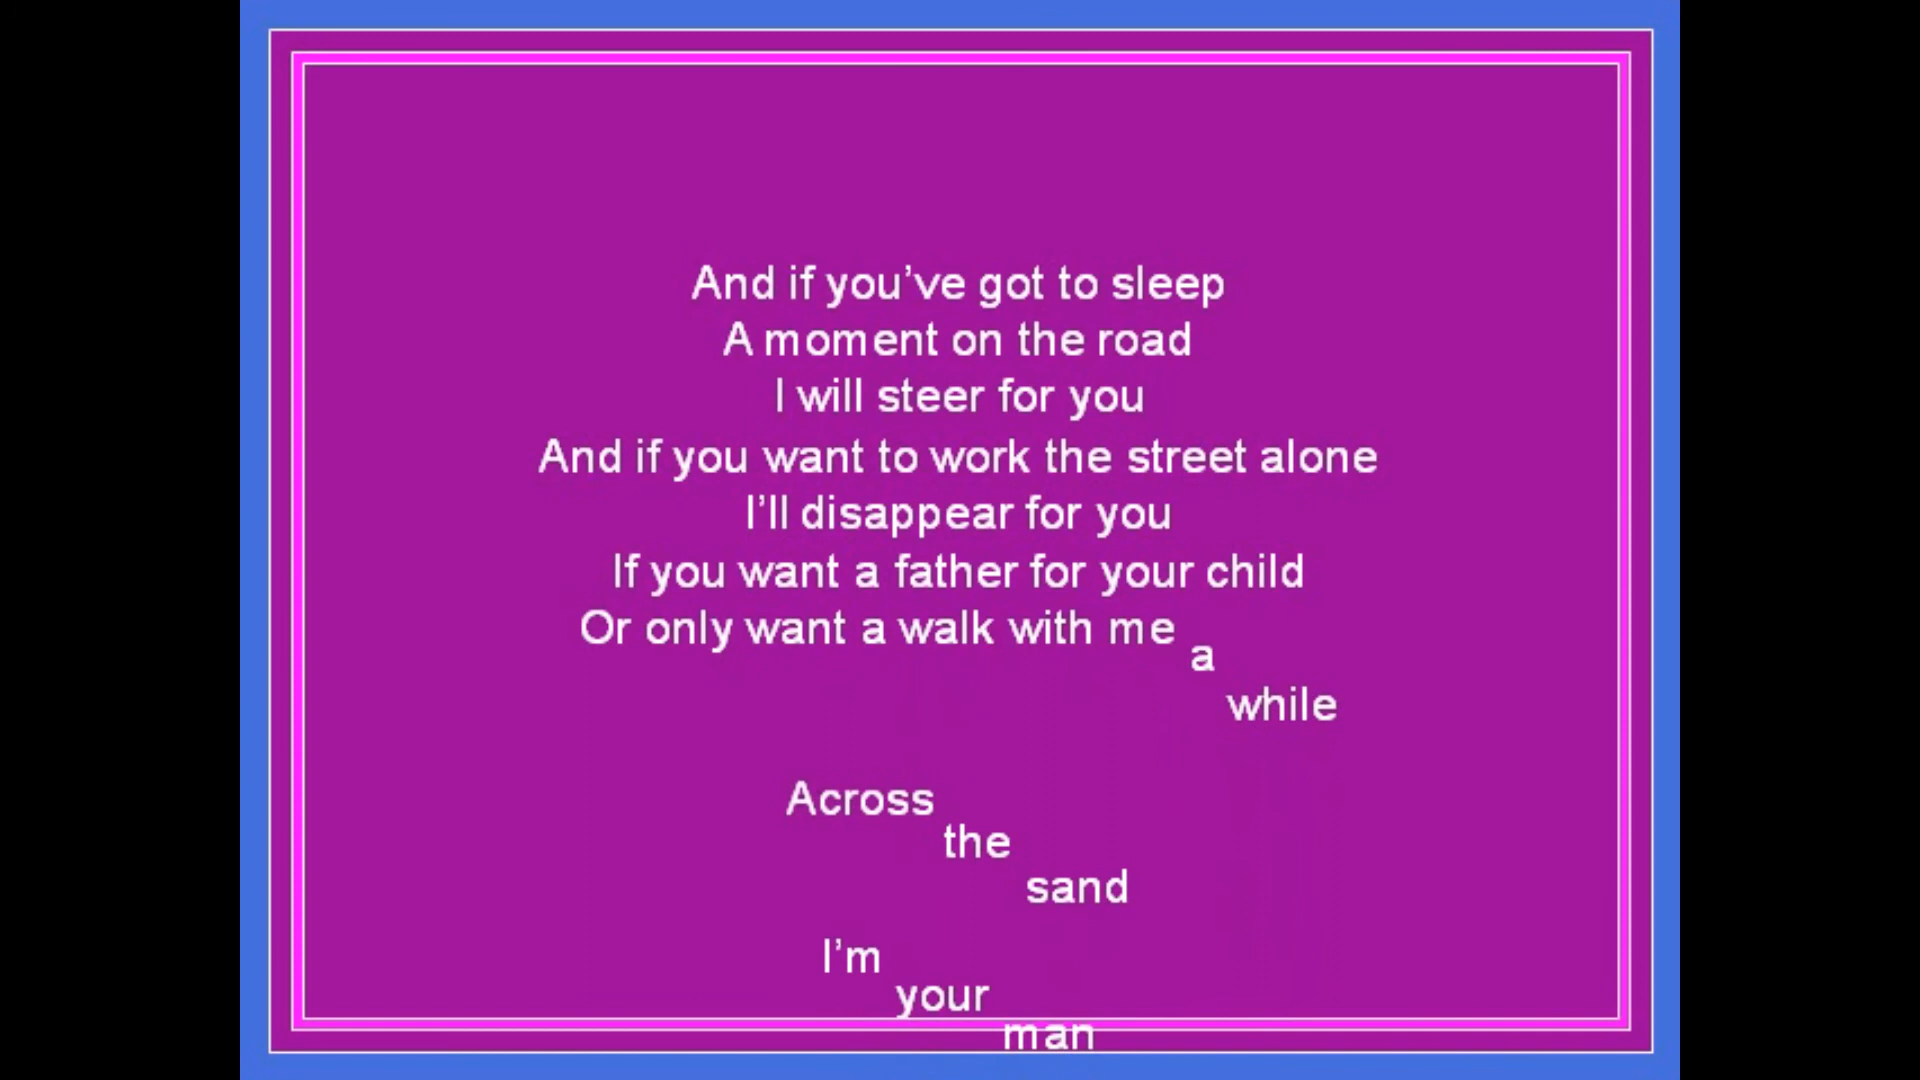 And if you’ve got to sleep
A moment on the road
I will steer for you
And if you want to work the street alone
I’ll disappear for you
If you want a father for your child
Or only want a walk with me
a
while
Across
the
sand
I’m
your
man